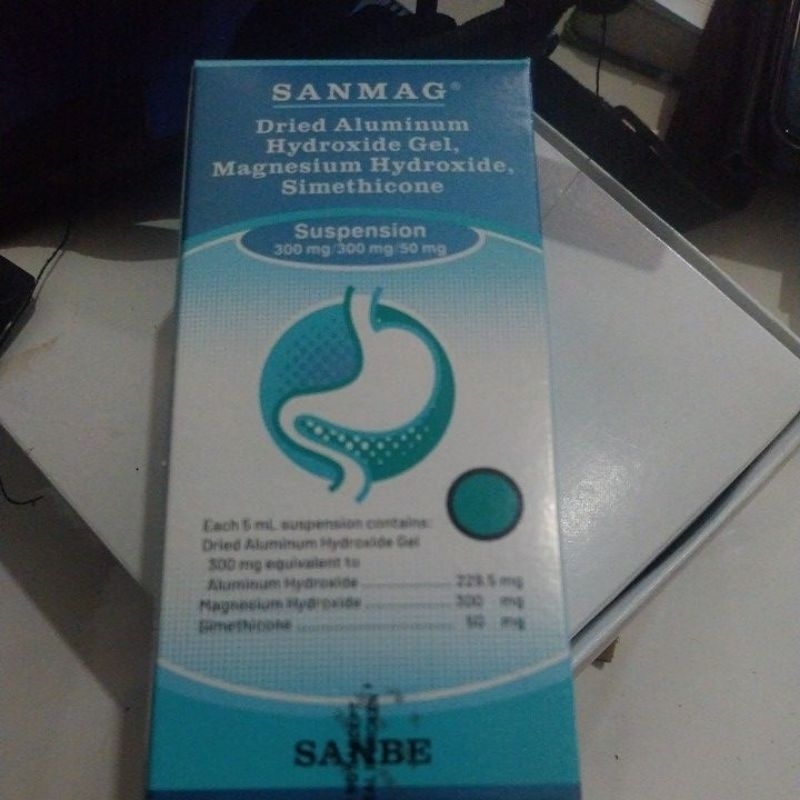 SANMAG®
Dried Aluminum
Hydroxide Gel,
Magnesium Hydroxide,
Simethicone
Suspension
300 mg/300 mg/50 mg
Each 5 mL suspension contains:
Dried Aluminum Hydroxide Gel
300 mg equivalent to
Aluminum Hydroxide ........................ 229.5 mg
Magnesium Hydroxide ........................ 300 mg
Simethicone ........................ 50 mg
SANBE